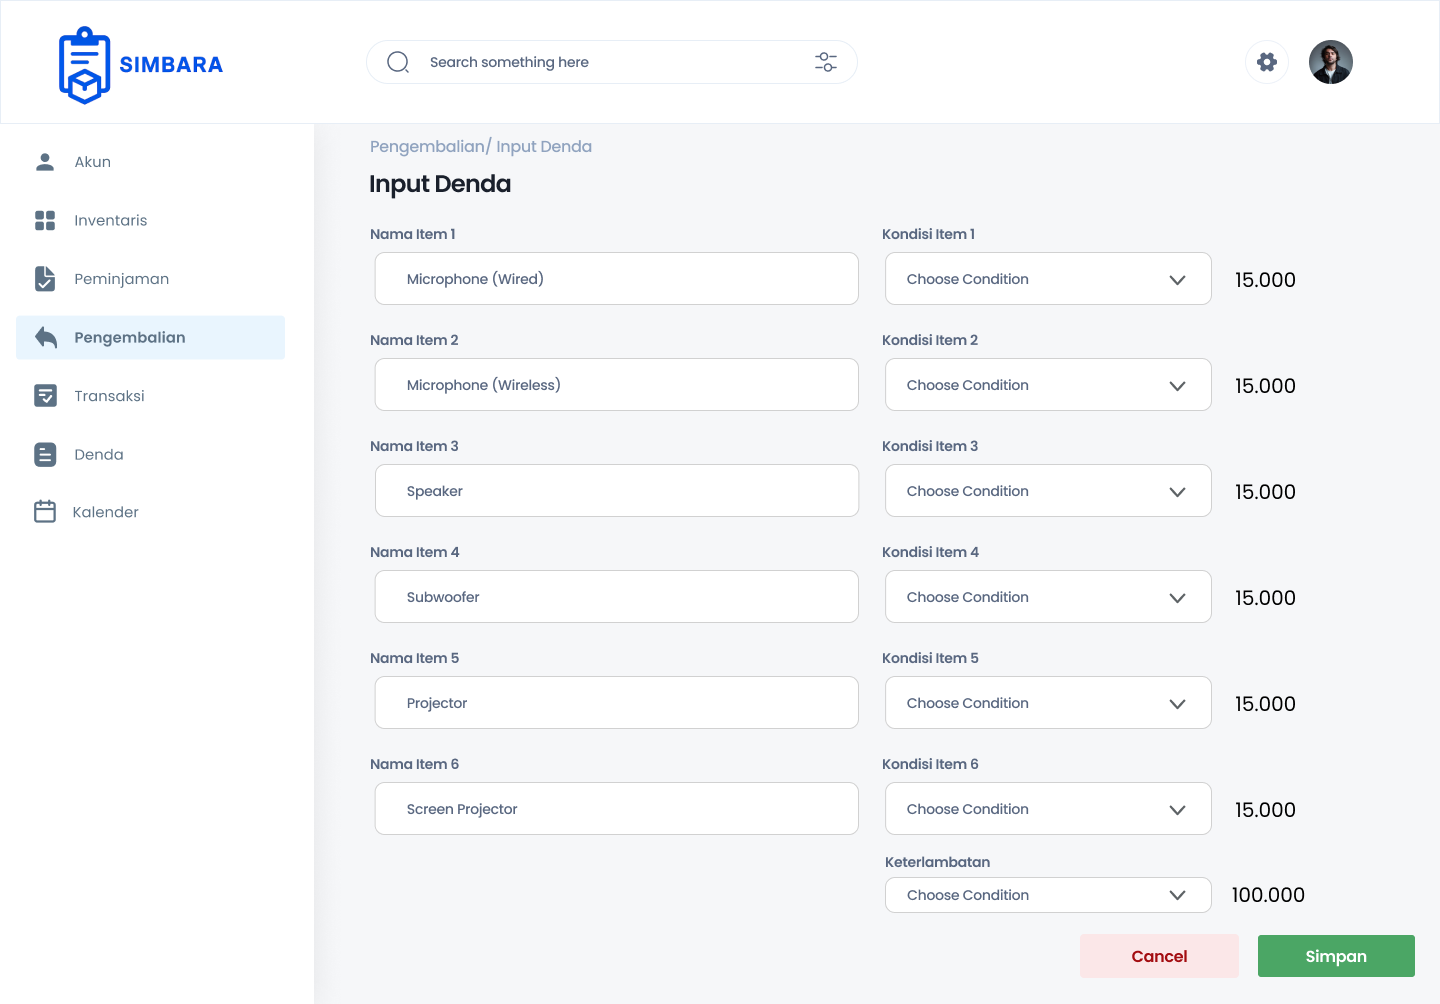 SIMBARA
Search something here
Akun
Inventaris
Peminjaman
Pengembalian
Transaksi
Denda
Kalender
Pengembalian/ Input Denda
Input Denda
Nama Item 1
Kondisi Item 1
Microphone (Wired)
Choose Condition
15.000
Nama Item 2
Kondisi Item 2
Microphone (Wireless)
Choose Condition
15.000
Nama Item 3
Kondisi Item 3
Speaker
Choose Condition
15.000
Nama Item 4
Kondisi Item 4
Subwoofer
Choose Condition
15.000
Nama Item 5
Kondisi Item 5
Projector
Choose Condition
15.000
Nama Item 6
Kondisi Item 6
Screen Projector
Choose Condition
15.000
Keterlambatan
Choose Condition
100.000
Cancel
Simpan